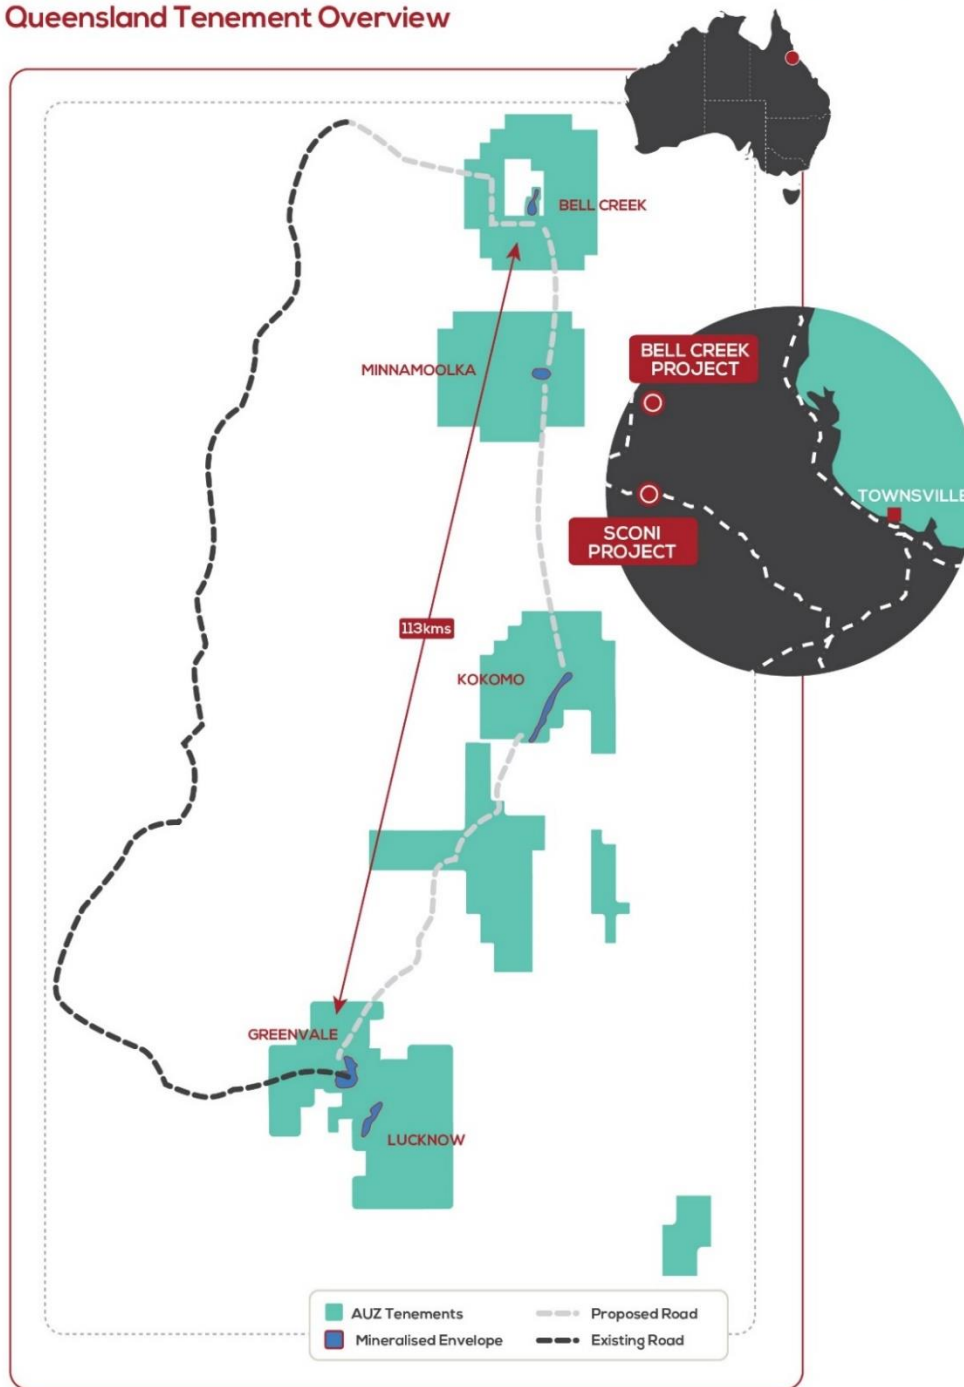 Queensland Tenement Overview
BELL CREEK
MINNAMOOLKA
BELL CREEK
PROJECT
TOWNSVILLE
SCONI
PROJECT
113kms
KOKOMO
GREENVALE
LUCKNOW
AUZ Tenements
Proposed Road
Mineralised Envelope
Existing Road